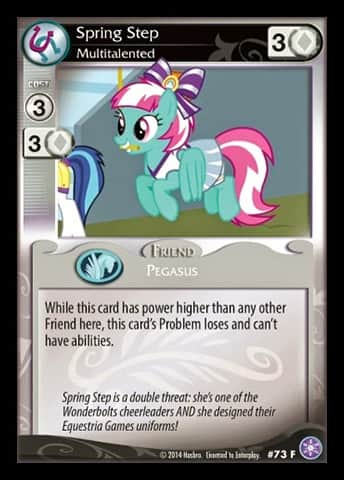 Spring Step
Multitalented
3
COST
3
3
FRIEND
PEGASUS
While this card has power higher than any other
Friend here, this card's Problem loses and can't
have abilities.
Spring Step is a double threat: she's one of the
Wonderbolts cheerleaders AND she designed their
Equestria Games uniforms!
© 2014 Hasbro. Licensed to Enterplay. #73 F